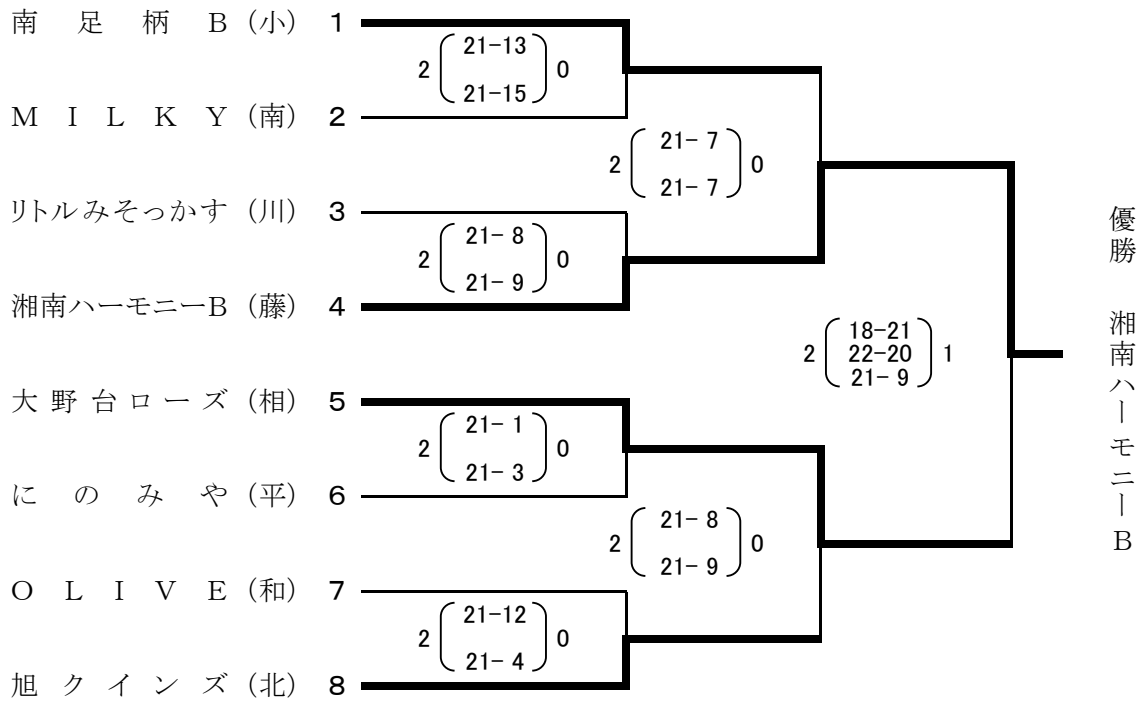 南足柄B（小） 1
2 21-13 0
21-15
MILKY（南） 2
2 21- 7 0
21- 7
リトルみそっかす（川） 3
2 21- 8 0
21- 9
湘南ハーモニーB（藤） 4
2 18-21 1
22-20
21- 9
大野台ローズ（相） 5
2 21- 1 0
21- 3
にのみや（平） 6
2 21- 8 0
21- 9
OLIVE（和） 7
2 21-12 0
21- 4
旭クインズ（北） 8
優勝 湘南ハーモニーB